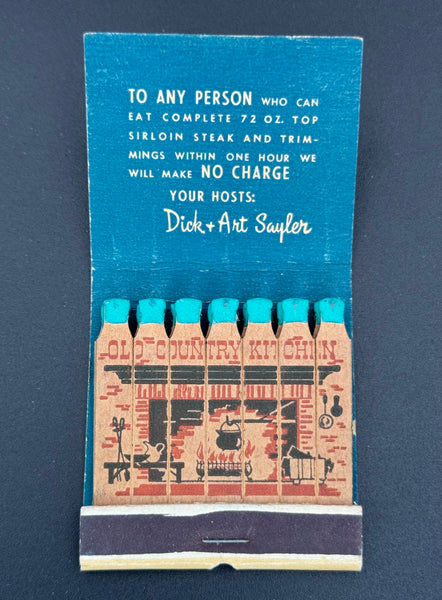 TO ANY PERSON WHO CAN
EAT COMPLETE 72 OZ. TOP
SIRLOIN STEAK AND TRIM-
MINGS WITHIN ONE HOUR WE
WILL MAKE NO CHARGE
YOUR HOSTS:
Dick + Art Sayler
OLD COUNTRY KITCHEN